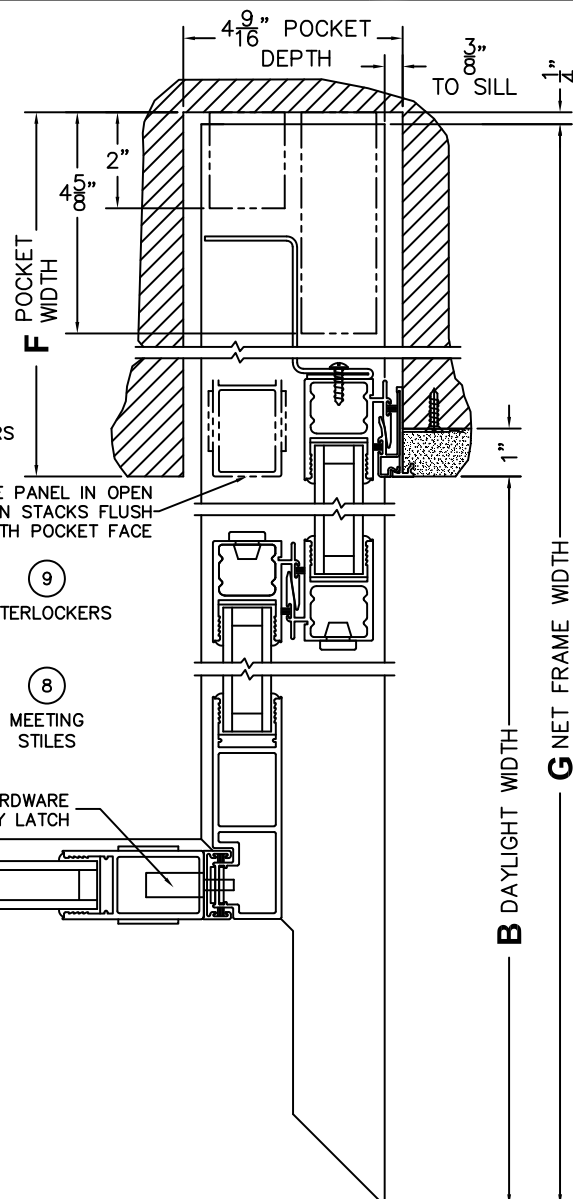 4 9/16" POCKET
DEPTH
3/8"
TO SILL
1/4"
2"
4 5/8"
F POCKET
WIDTH
RS
1"
E PANEL IN OPEN
N STACKS FLUSH
TH POCKET FACE
9
TERLOCKERS
8
MEETING
STILES
RDWARE
Y LATCH
B DAYLIGHT WIDTH
G NET FRAME WIDTH